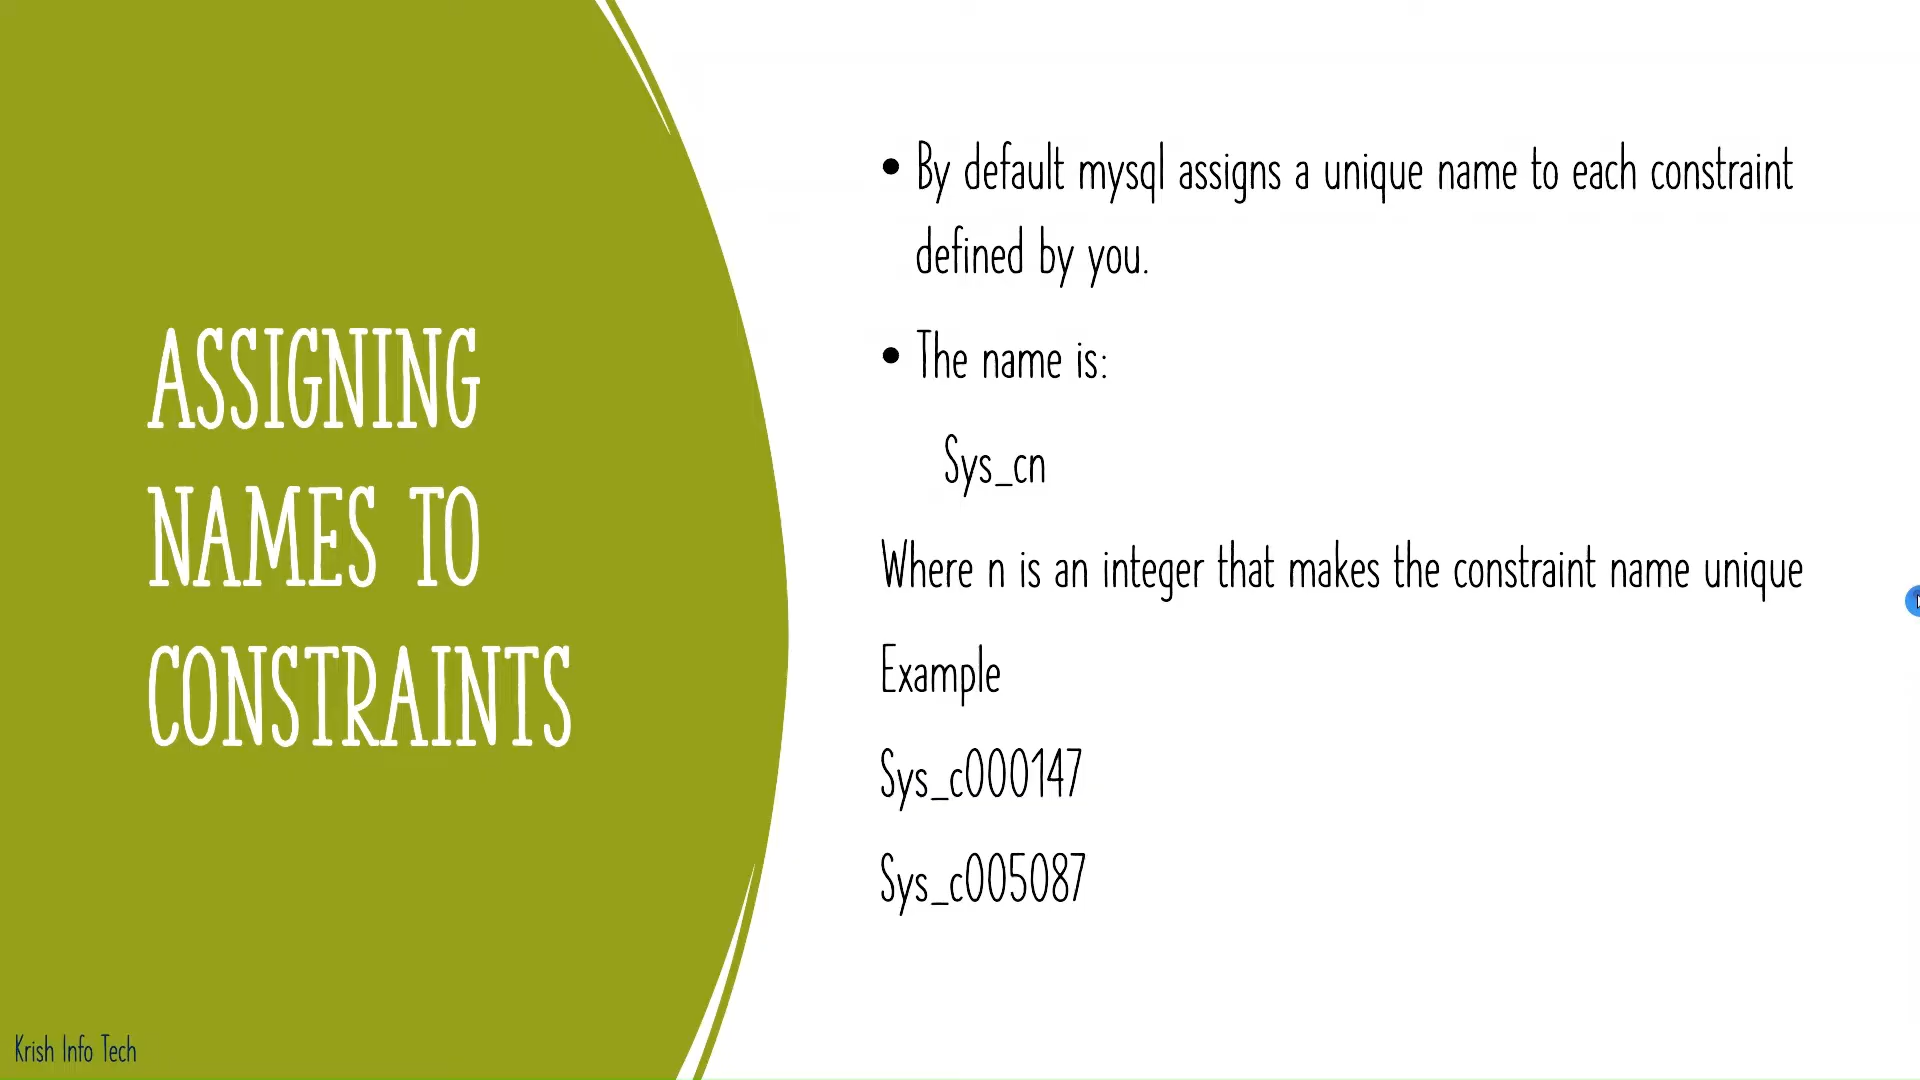 ASSIGNING
NAMES TO
CONSTRAINTS
• By default mysql assigns a unique name to each constraint
defined by you.
• The name is:
Sys_cn
Where n is an integer that makes the constraint name unique
Example
Sys_c000147
Sys_c005087
Krish Info Tech